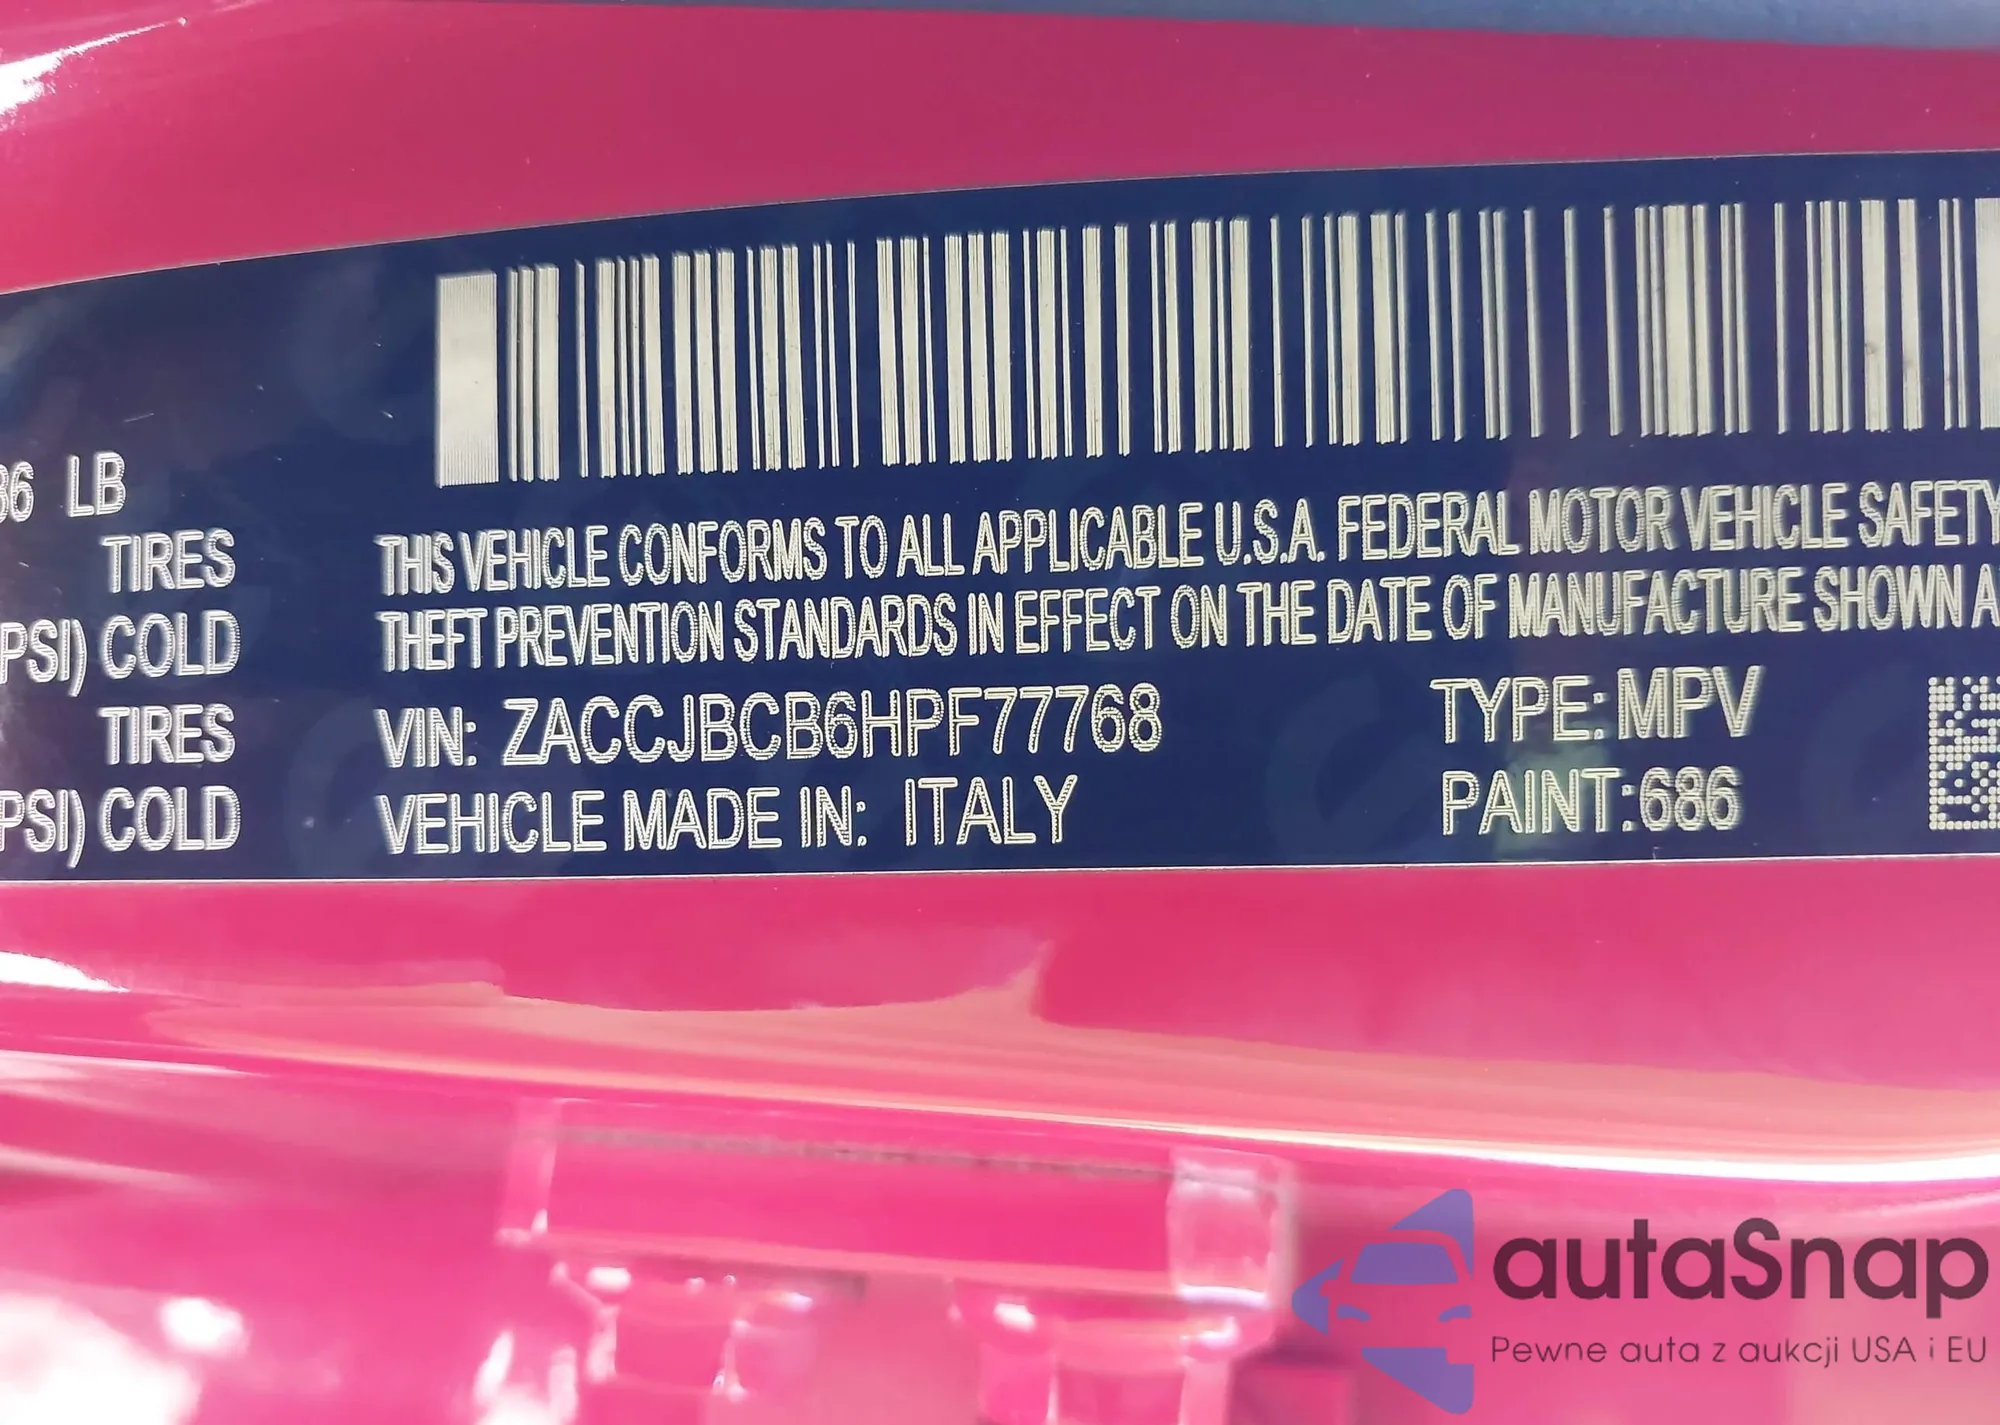 LB
TIRES
PSI) COLD
TIRES
PSI) COLD
THIS VEHICLE CONFORMS TO ALL APPLICABLE U.S.A. FEDERAL MOTOR VEHICLE SAFETY
THEFT PREVENTION STANDARDS IN EFFECT ON THE DATE OF MANUFACTURE SHOWN
VIN: ZACCJBCB6HPF77768 TYPE: MPV
VEHICLE MADE IN: ITALY PAINT:686
autaSnap
Pewne auta z aukcji USA i EU